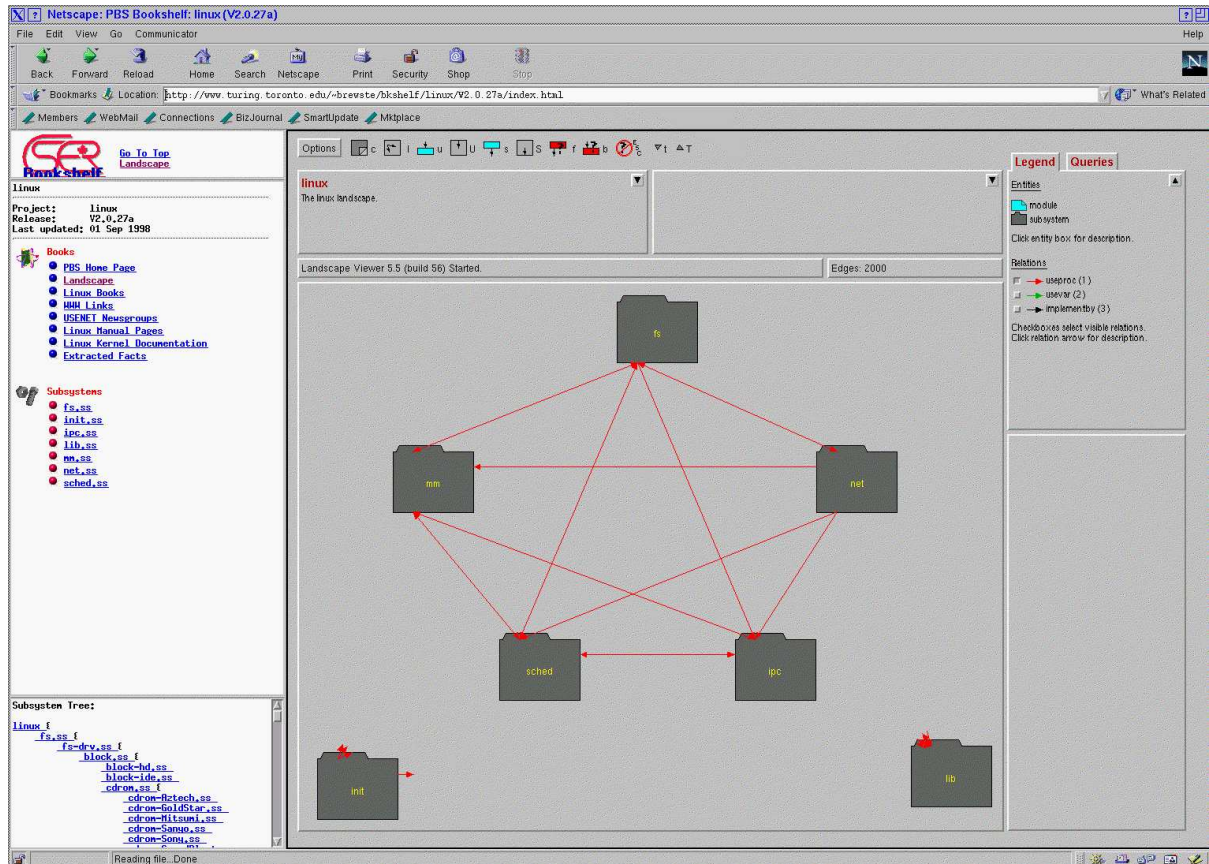 Netscape: PBS Bookshelf: linux (V2.0.27a)
File Edit View Go Communicator Help
Back Forward Reload Home Search Netscape Print Security Shop Stop
Bookmarks Location: http://www.turing.toronto.edu/~brewste/bkshelf/linux/V2.0.27a/index.html What's Related
Members WebMail Connections BizJournal SmartUpdate Mktplace
Bookshelf
Go To Top
Landscape
linux
Project: linux
Release: V2.0.27a
Last updated: 01 Sep 1998
Books
PBS Home Page
Landscape
Linux Books
WWW Links
USENET Newsgroups
Linux Manual Pages
Linux Kernel Documentation
Extracted Facts
Subsystems
fs.ss
init.ss
ipc.ss
lib.ss
mm.ss
net.ss
sched.ss
Subsystem Tree:
linux {
fs.ss {
fs-drv.ss {
block.ss {
block-hd.ss
block-ide.ss
cdrom.ss {
cdrom-Aztech.ss
cdrom-GoldStar.ss
cdrom-Mitsumi.ss
cdrom-Sanyo.ss
cdrom-Sony.ss
Options c l u U s S f b Esc t T
linux
The linux landscape.
Landscape Viewer 5.5 (build 56) Started.
Edges: 2000
fs
mm
net
sched
ipc
init
lib
Legend Queries
Entities
module
subsystem
Click entity box for description.
Relations
useproc (1)
usevar (2)
implementby (3)
Checkboxes select visible relations.
Click relation arrow for description.
Reading file...Done